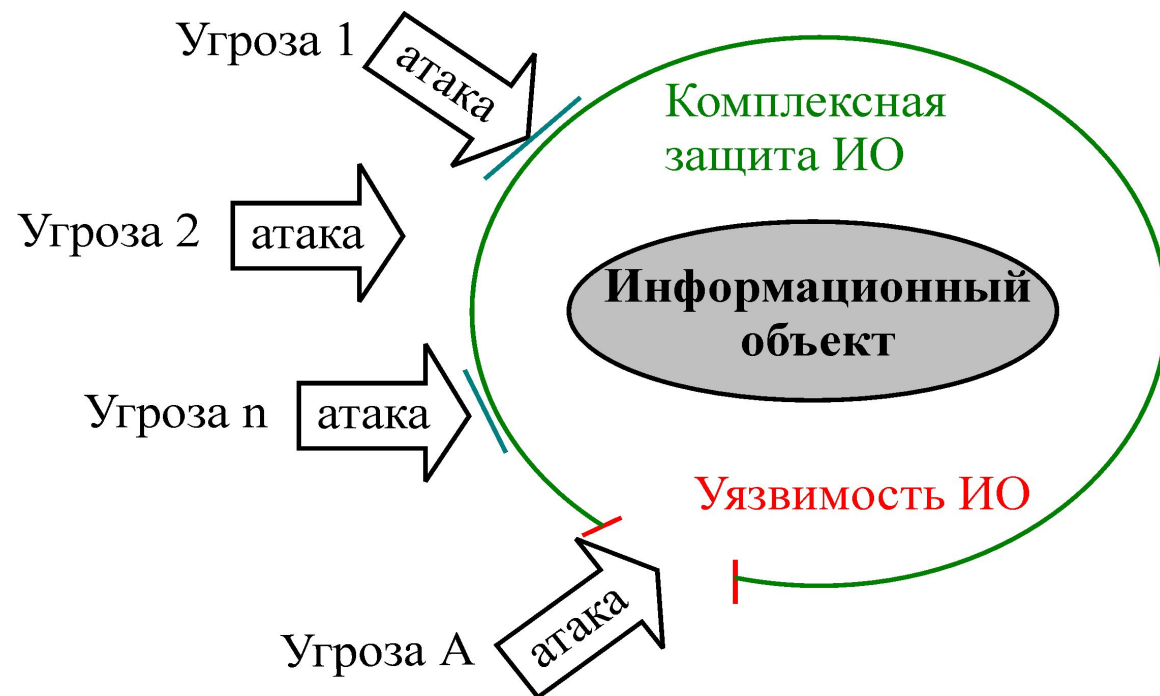 Угроза 1
атака
Комплексная
защита ИО
Угроза 2
атака
Информационный
объект
Угроза n
атака
Уязвимость ИО
Угроза А
атака